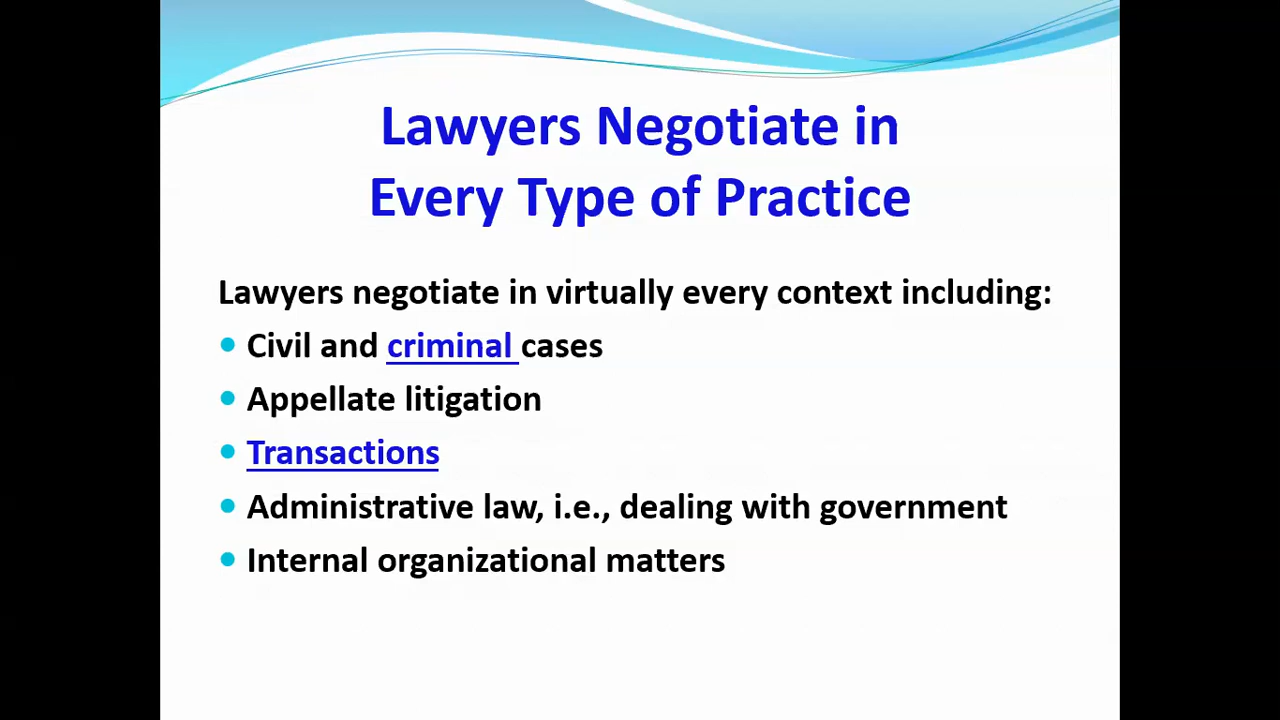 Lawyers Negotiate in
Every Type of Practice
Lawyers negotiate in virtually every context including:
• Civil and criminal cases
• Appellate litigation
• Transactions
• Administrative law, i.e., dealing with government
• Internal organizational matters